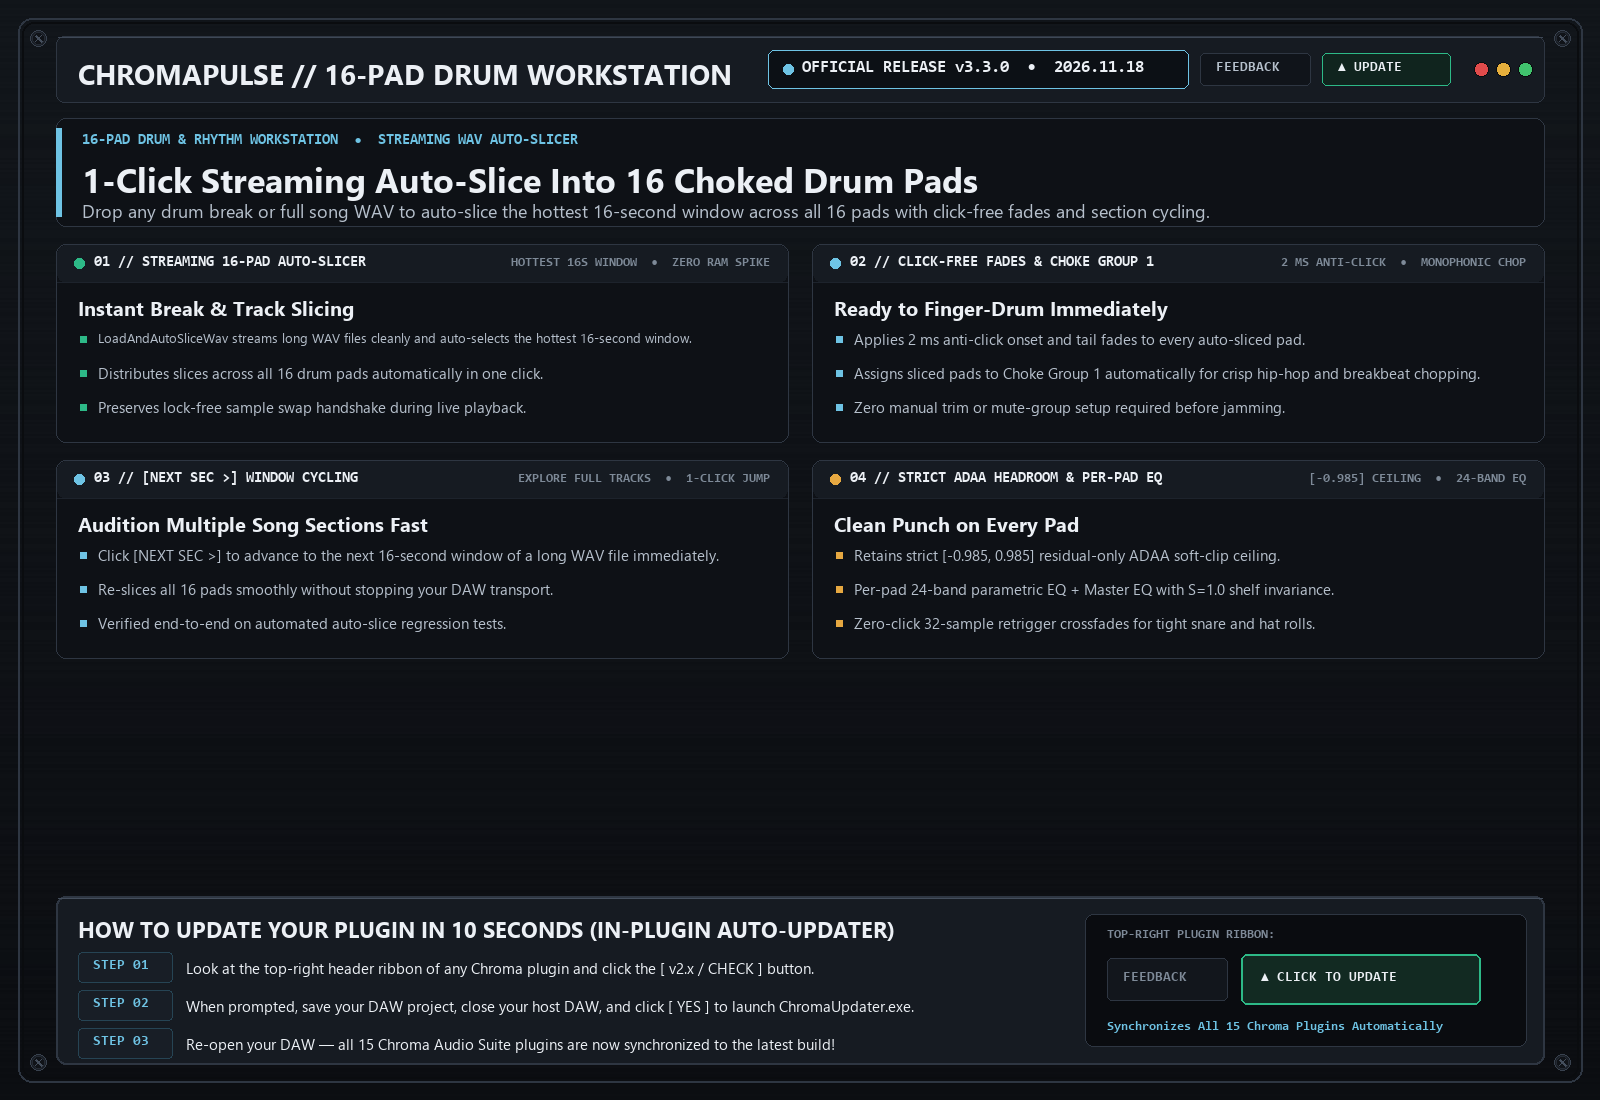 CHROMAPULSE // 16-PAD DRUM WORKSTATION
OFFICIAL RELEASE v3.3.0 • 2026.11.18
FEEDBACK
▲ UPDATE
16-PAD DRUM & RHYTHM WORKSTATION • STREAMING WAV AUTO-SLICER
1-Click Streaming Auto-Slice Into 16 Choked Drum Pads
Drop any drum break or full song WAV to auto-slice the hottest 16-second window across all 16 pads with click-free fades and section cycling.
01 // STREAMING 16-PAD AUTO-SLICER
HOTTEST 16S WINDOW • ZERO RAM SPIKE
Instant Break & Track Slicing
LoadAndAutoSliceWav streams long WAV files cleanly and auto-selects the hottest 16-second window.
Distributes slices across all 16 drum pads automatically in one click.
Preserves lock-free sample swap handshake during live playback.
02 // CLICK-FREE FADES & CHOKE GROUP 1
2 MS ANTI-CLICK • MONOPHONIC CHOP
Ready to Finger-Drum Immediately
Applies 2 ms anti-click onset and tail fades to every auto-sliced pad.
Assigns sliced pads to Choke Group 1 automatically for crisp hip-hop and breakbeat chopping.
Zero manual trim or mute-group setup required before jamming.
03 // [NEXT SEC >] WINDOW CYCLING
EXPLORE FULL TRACKS • 1-CLICK JUMP
Audition Multiple Song Sections Fast
Click [NEXT SEC >] to advance to the next 16-second window of a long WAV file immediately.
Re-slices all 16 pads smoothly without stopping your DAW transport.
Verified end-to-end on automated auto-slice regression tests.
04 // STRICT ADAA HEADROOM & PER-PAD EQ
[-0.985] CEILING • 24-BAND EQ
Clean Punch on Every Pad
Retains strict [-0.985, 0.985] residual-only ADAA soft-clip ceiling.
Per-pad 24-band parametric EQ + Master EQ with S=1.0 shelf invariance.
Zero-click 32-sample retrigger crossfades for tight snare and hat rolls.
HOW TO UPDATE YOUR PLUGIN IN 10 SECONDS (IN-PLUGIN AUTO-UPDATER)
STEP 01
Look at the top-right header ribbon of any Chroma plugin and click the [ v2.x / CHECK ] button.
STEP 02
When prompted, save your DAW project, close your host DAW, and click [ YES ] to launch ChromaUpdater.exe.
STEP 03
Re-open your DAW — all 15 Chroma Audio Suite plugins are now synchronized to the latest build!
TOP-RIGHT PLUGIN RIBBON:
FEEDBACK
▲ CLICK TO UPDATE
Synchronizes All 15 Chroma Plugins Automatically